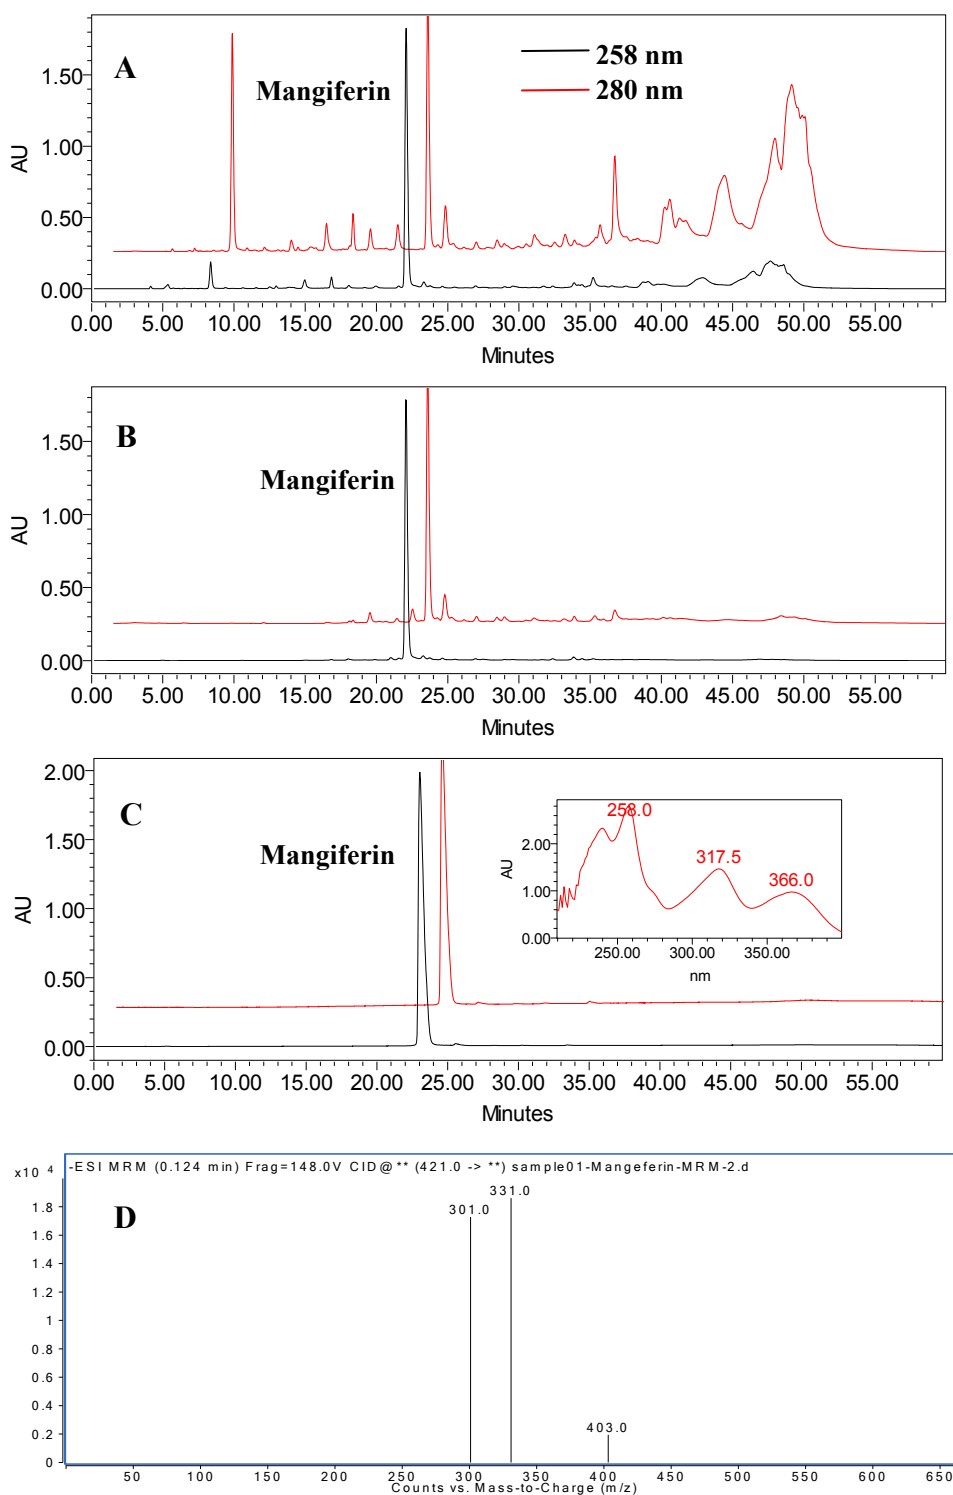 A
258 nm
280 nm
Mangiferin
AU
1.50
1.00
0.50
0.00
0.00 5.00 10.00 15.00 20.00 25.00 30.00 35.00 40.00 45.00 50.00 55.00
Minutes
B
Mangiferin
AU
1.50
1.00
0.50
0.00
0.00 5.00 10.00 15.00 20.00 25.00 30.00 35.00 40.00 45.00 50.00 55.00
Minutes
C
Mangiferin
AU
2.00
1.50
1.00
0.50
0.00
258.0
317.5
366.0
AU
2.00
1.00
0.00
250.00 300.00 350.00
nm
0.00 5.00 10.00 15.00 20.00 25.00 30.00 35.00 40.00 45.00 50.00 55.00
Minutes
x10 4
-ESI MRM (0.124 min) Frag=148.0V CID@** (421.0 -> **) sample01-Mangeferin-MRM-2.d
D
301.0
331.0
403.0
1.8
1.6
1.4
1.2
1
0.8
0.6
0.4
0.2
0
50 100 150 200 250 300 350 400 450 500 550 600 650
Counts vs. Mass-to-Charge (m/z)